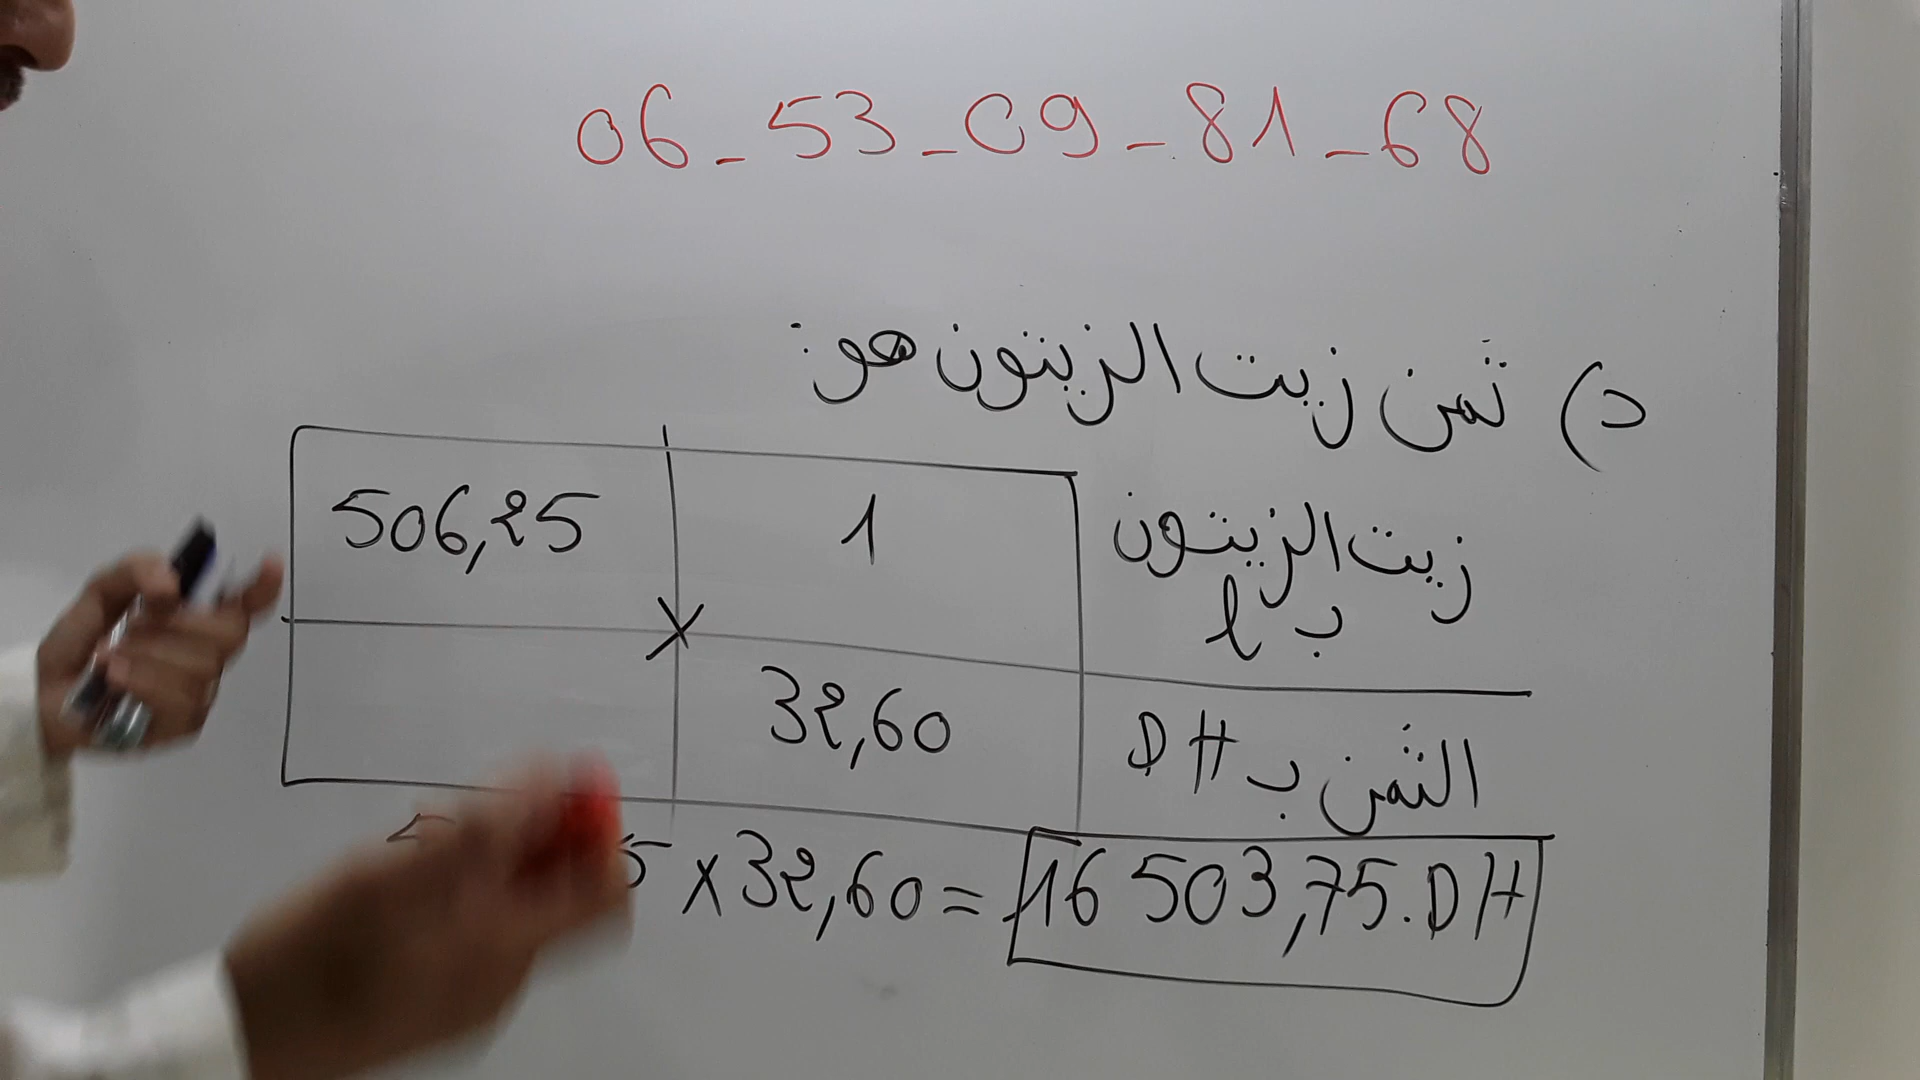 06_53_09_81_68
د) ثمن زيت الزيتون هو:
زيت الزيتون ب l 1 506,25
الثمن ب DH 32,60
5 x 32,60 = 16 503,75.DH